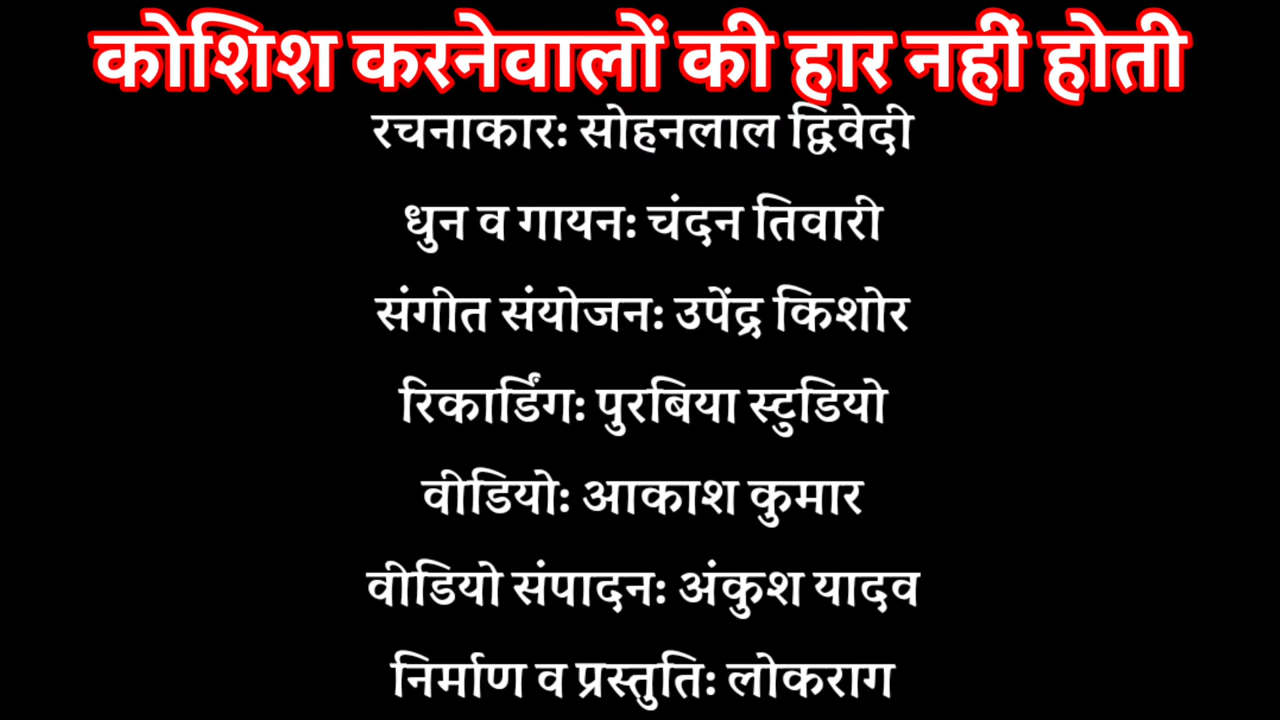 कोशिश करनेवालों की हार नहीं होती
रचनाकार: सोहनलाल द्विवेदी
धुन व गायन: चंदन तिवारी
संगीत संयोजन: उपेंद्र किशोर
रिकार्डिंग: पुरबिया स्टुडियो
वीडियो: आकाश कुमार
वीडियो संपादन: अंकुश यादव
निर्माण व प्रस्तुति: लोकराग